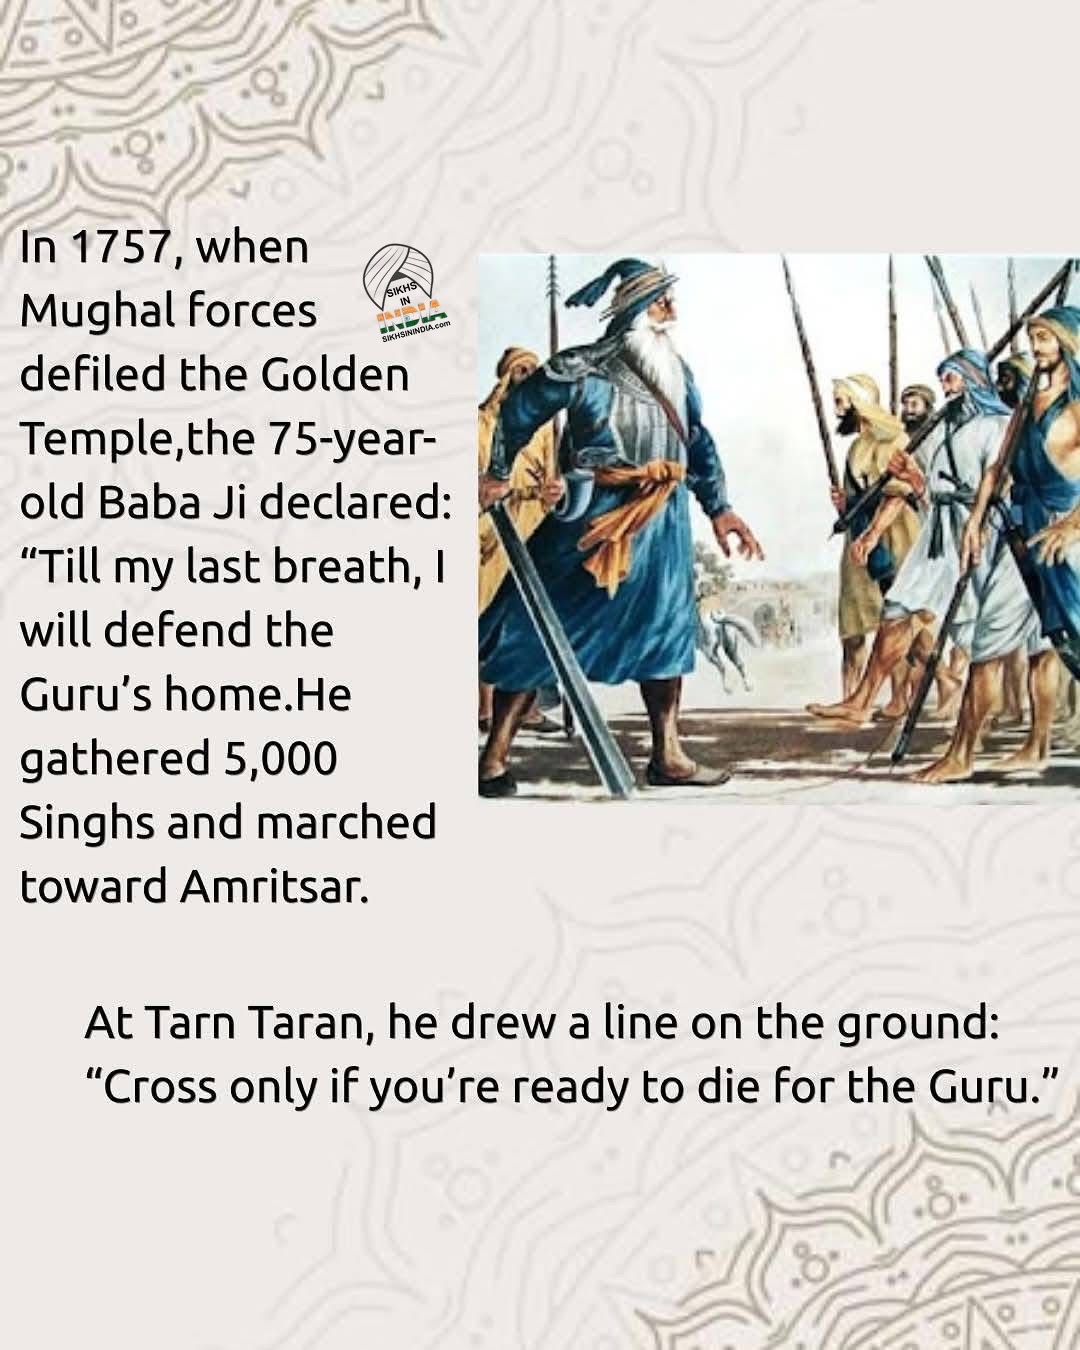 In 1757, when
Mughal forces
defiled the Golden
Temple,the 75-year-
old Baba Ji declared:
“Till my last breath, I
will defend the
Guru’s home.He
gathered 5,000
Singhs and marched
toward Amritsar.
SIKHS
IN
INDIA
SIKHSININDIA.com
At Tarn Taran, he drew a line on the ground:
“Cross only if you’re ready to die for the Guru.”